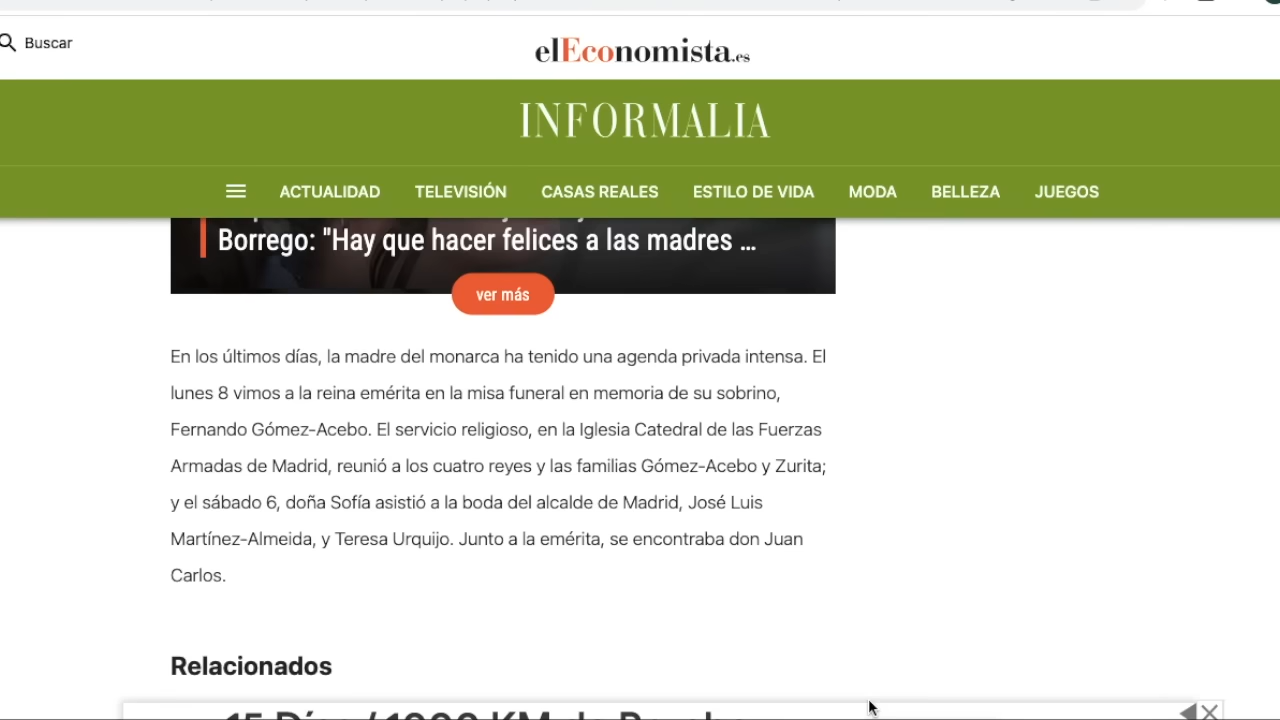 Buscar
elEconomista.es
INFORMALIA
ACTUALIDAD TELEVISIÓN CASAS REALES ESTILO DE VIDA MODA BELLEZA JUEGOS
Borrego: "Hay que hacer felices a las madres ...
ver más
En los últimos días, la madre del monarca ha tenido una agenda privada intensa. El
lunes 8 vimos a la reina emérita en la misa funeral en memoria de su sobrino,
Fernando Gómez-Acebo. El servicio religioso, en la Iglesia Catedral de las Fuerzas
Armadas de Madrid, reunió a los cuatro reyes y las familias Gómez-Acebo y Zurita;
y el sábado 6, doña Sofía asistió a la boda del alcalde de Madrid, José Luis
Martínez-Almeida, y Teresa Urquijo. Junto a la emérita, se encontraba don Juan
Carlos.
Relacionados
15 Días / 1000 KM de